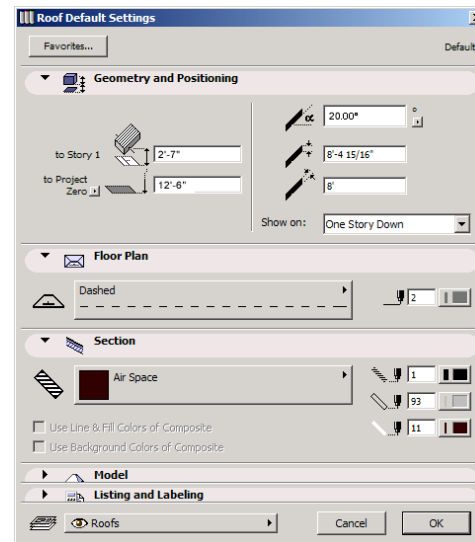 Roof Default Settings
Favorites...
Default
Geometry and Positioning
to Story 1
2'-7"
to Project
Zero
12'-6"
α
20.00°
°
8'-4 15/16"
8'
Show on:
One Story Down
Floor Plan
Dashed
2
Section
Air Space
1
93
11
Use Line & Fill Colors of Composite
Use Background Colors of Composite
Model
Listing and Labeling
Roofs
Cancel
OK